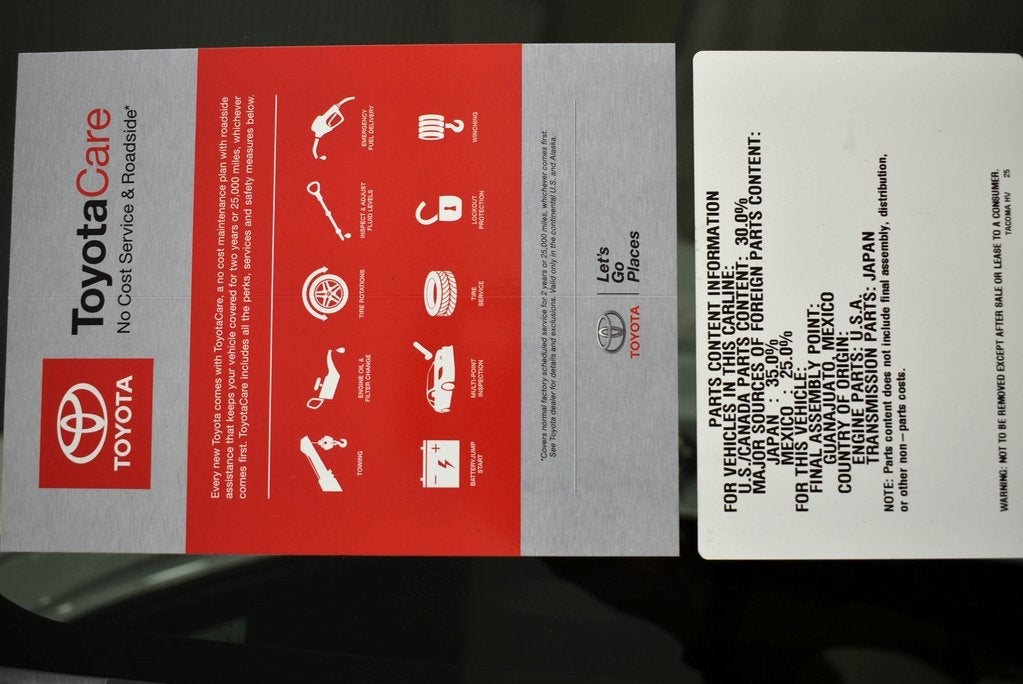 TOYOTA
ToyotaCare
No Cost Service & Roadside*
Every new Toyota comes with ToyotaCare, a no cost maintenance plan with roadside
assistance that keeps your vehicle covered for two years or 25,000 miles, whichever
comes first. ToyotaCare includes all the perks, services and safety measures below.
TOWING
ENGINE OIL &
FILTER CHANGE
TIRE ROTATIONS
INSPECT & ADJUST
FLUID LEVELS
EMERGENCY
FUEL DELIVERY
BATTERY/JUMP
START
MULTI-POINT
INSPECTION
TIRE
SERVICE
LOCKOUT
PROTECTION
WINCHING
*Covers normal factory scheduled service for 2 years or 25,000 miles, whichever comes first.
See Toyota dealer for details and exclusions. Valid only in the continental U.S. and Alaska.
TOYOTA
Let's
Go
Places
PARTS CONTENT INFORMATION
FOR VEHICLES IN THIS CARLINE:
U.S./CANADA PARTS CONTENT: 30.0%
MAJOR SOURCES OF FOREIGN PARTS CONTENT:
JAPAN : 35.0%
MEXICO : 25.0%
FOR THIS VEHICLE:
FINAL ASSEMBLY POINT:
GUANAJUATO, MEXICO
COUNTRY OF ORIGIN:
ENGINE PARTS: U.S.A.
TRANSMISSION PARTS: JAPAN
NOTE: Parts content does not include final assembly, distribution,
or other non-parts costs.
WARNING: NOT TO BE REMOVED EXCEPT AFTER SALE OR LEASE TO A CONSUMER.
TACOMA HV 25